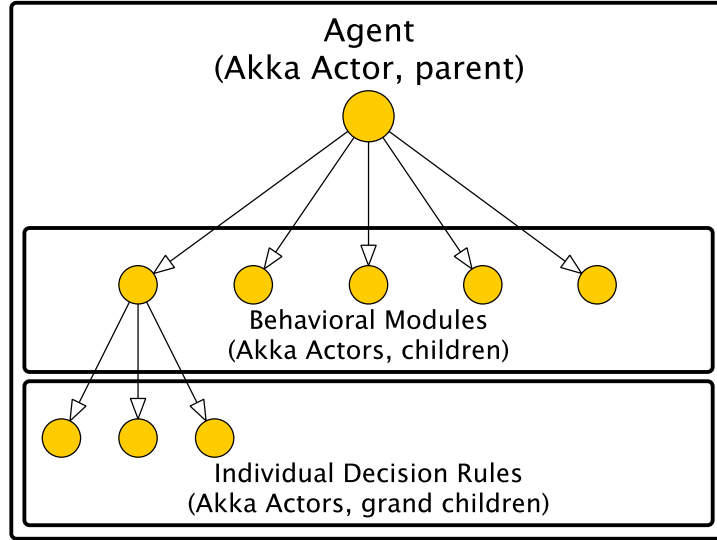 Agent
(Akka Actor, parent)
Behavioral Modules
(Akka Actors, children)
Individual Decision Rules
(Akka Actors, grand children)